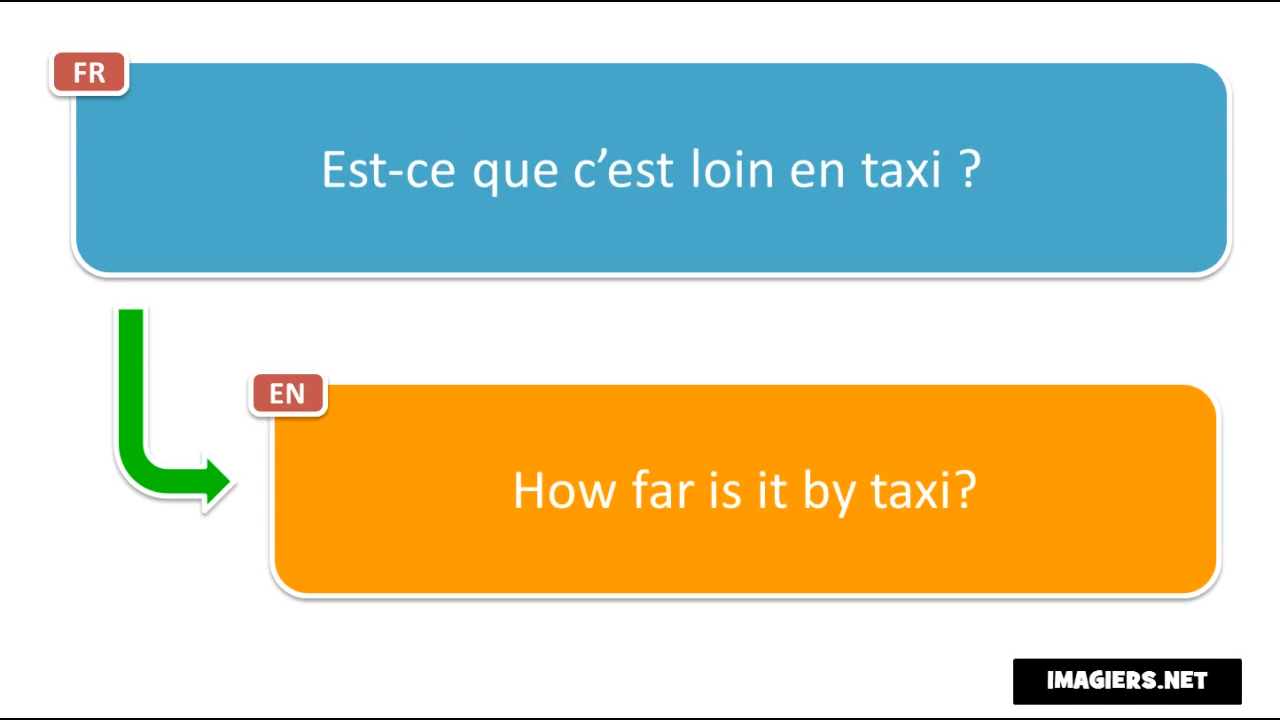 FR
Est-ce que c’est loin en taxi ?
EN
How far is it by taxi?
IMAGIERS.NET